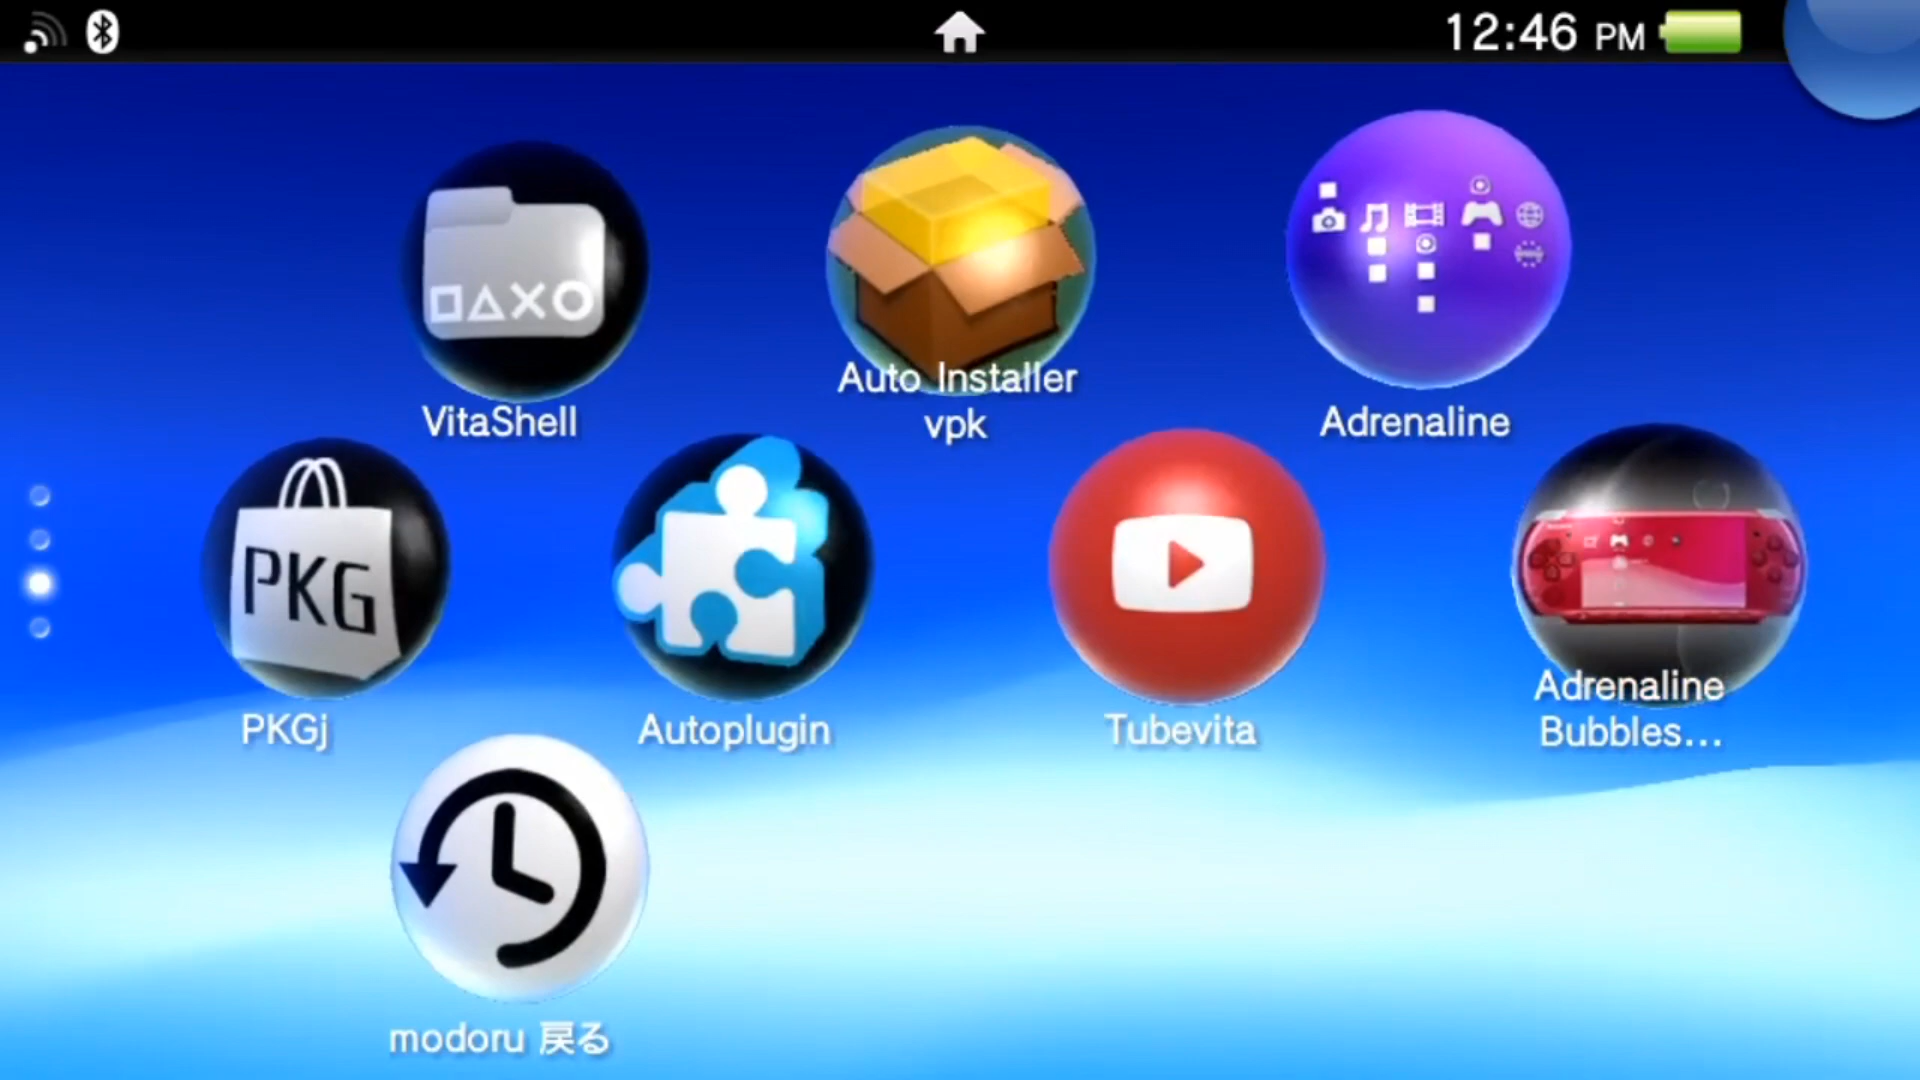 12:46 PM
VitaShell
Auto Installer
vpk
Adrenaline
PKG
PKGj
Autoplugin
Tubevita
Adrenaline
Bubbles...
modoru 戻る